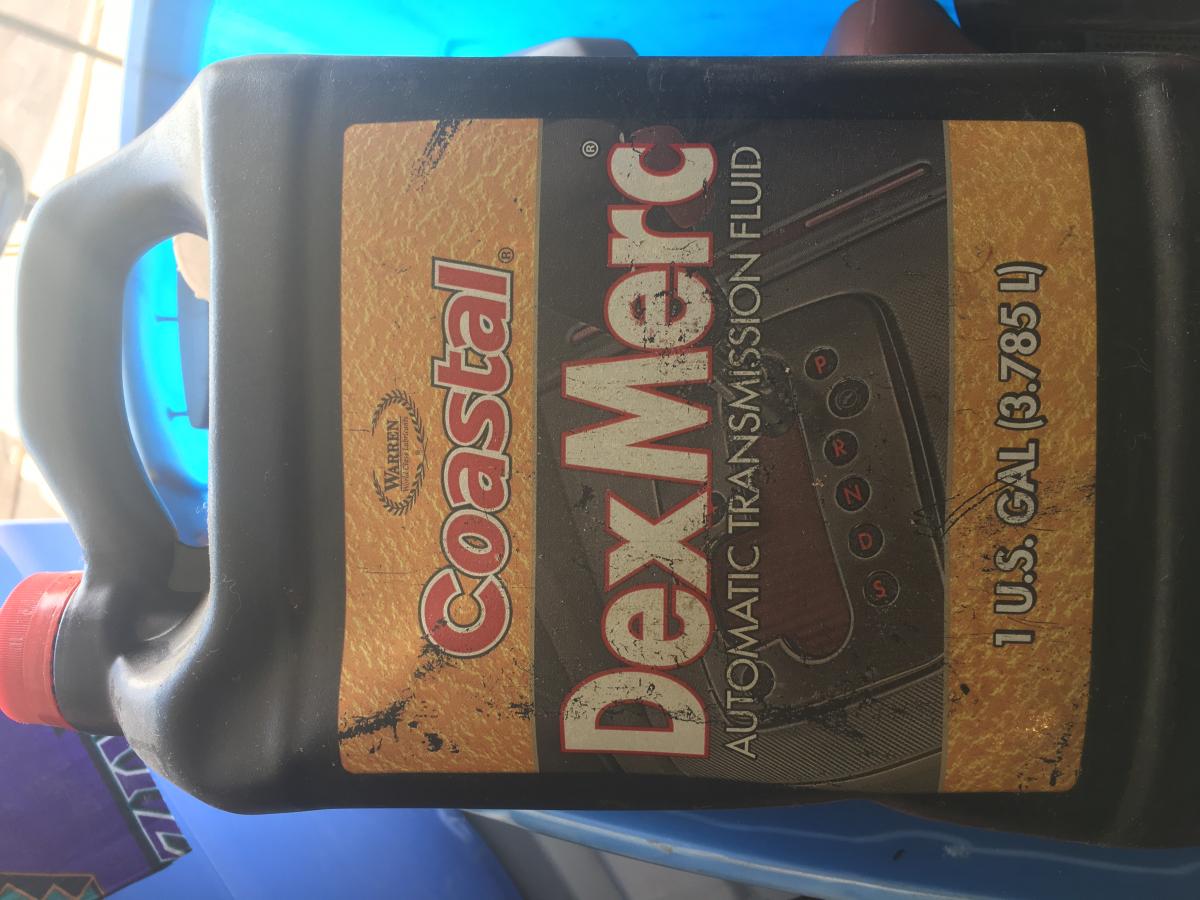 WARREN
Coastal®
DexMerc®
AUTOMATIC TRANSMISSION FLUID
P
R
N
D
S
1 U.S. GAL (3.785 L)